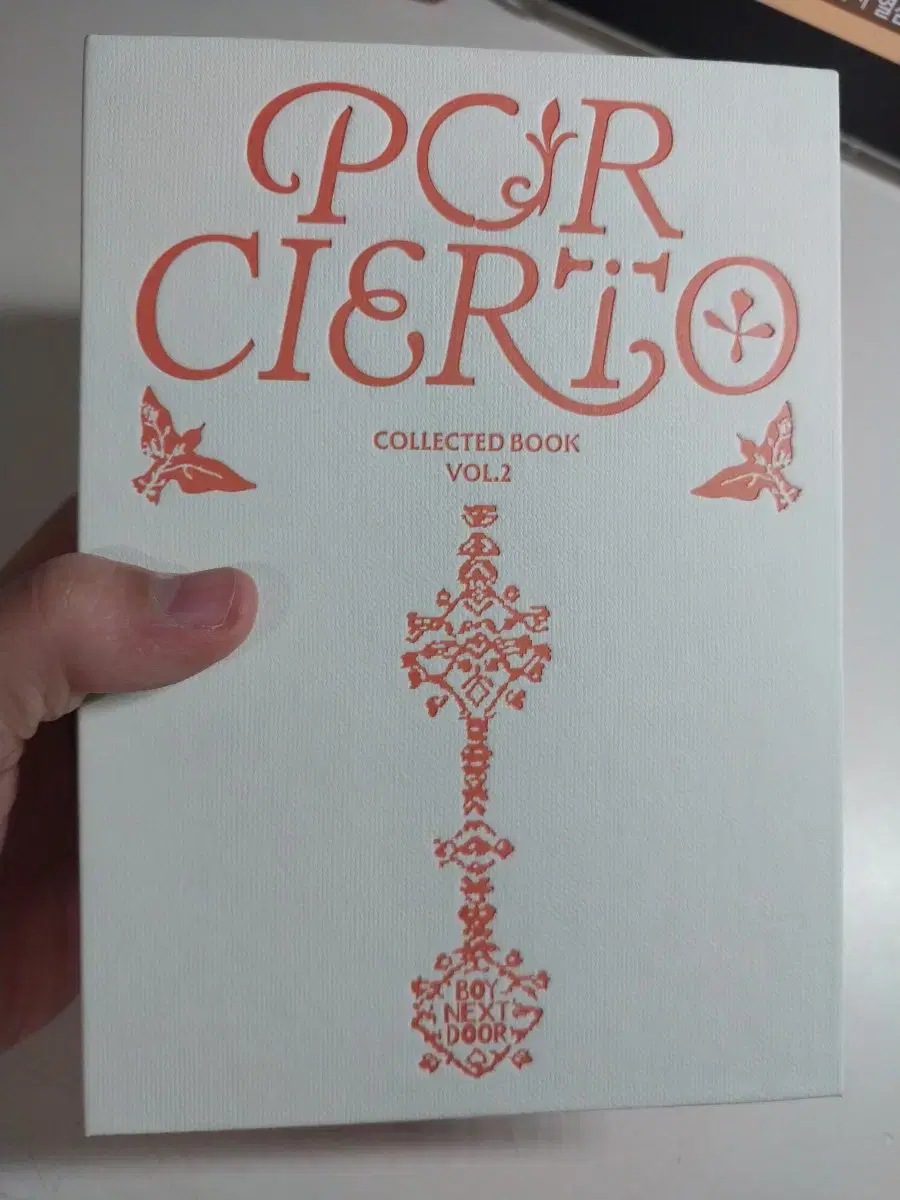 POR
CIERTO
COLLECTED BOOK
VOL.2
BOY
NEXT
DOOR